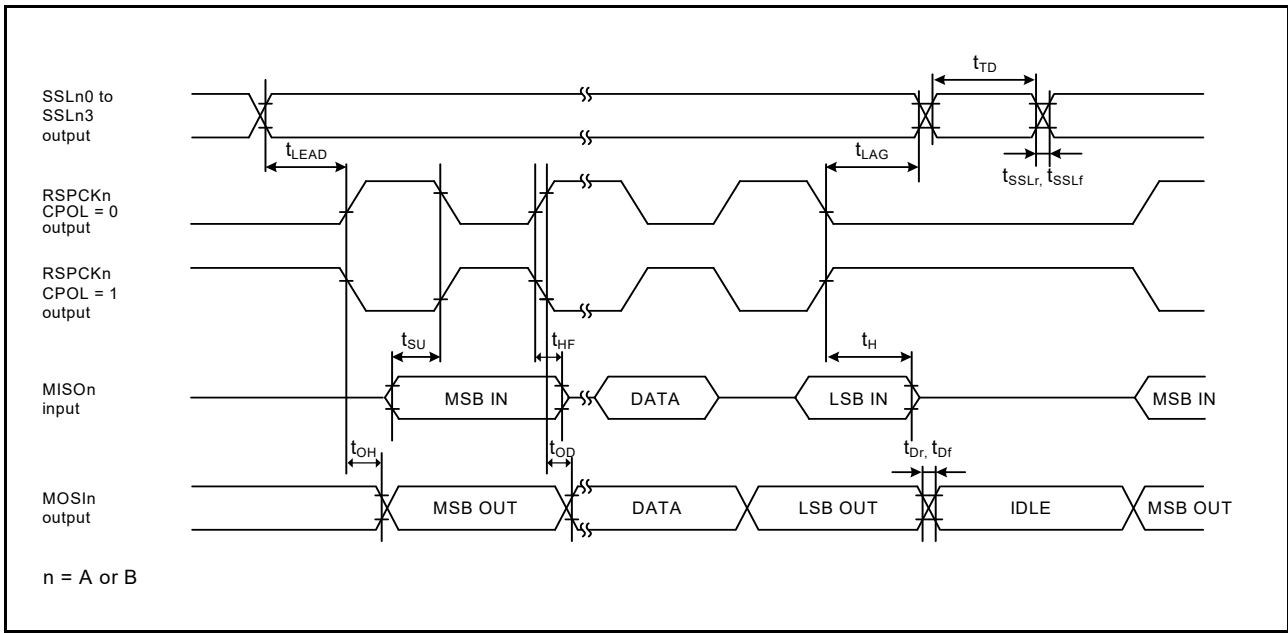 t_TD
SSLn0 to
SSLn3
output
t_LEAD
t_LAG
t_SSLr, t_SSLf
RSPCKn
CPOL = 0
output
RSPCKn
CPOL = 1
output
t_SU
t_HF
t_H
MISOn
input
MSB IN
DATA
LSB IN
MSB IN
t_OH
t_OD
t_Dr, t_Df
MOSIn
output
MSB OUT
DATA
LSB OUT
IDLE
MSB OUT
n = A or B